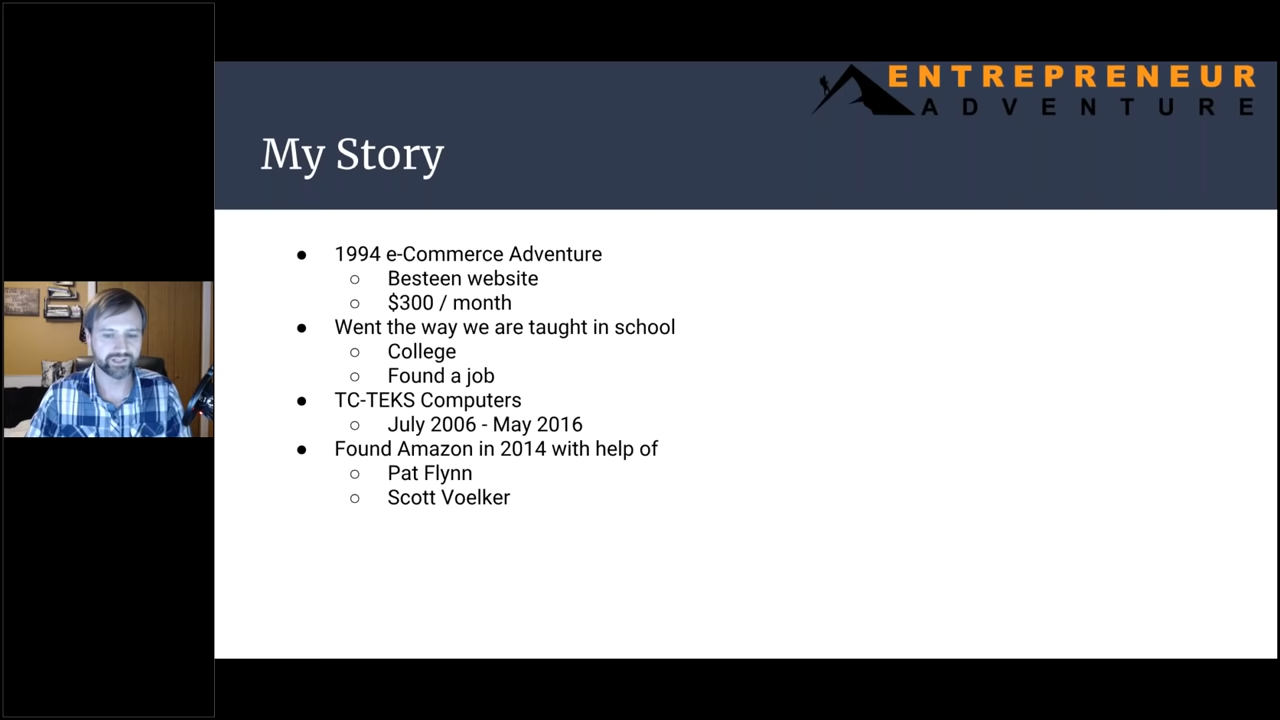 ENTREPRENEUR
ADVENTURE
My Story
● 1994 e-Commerce Adventure
○ Besteen website
○ $300 / month
● Went the way we are taught in school
○ College
○ Found a job
● TC-TEKS Computers
○ July 2006 - May 2016
● Found Amazon in 2014 with help of
○ Pat Flynn
○ Scott Voelker